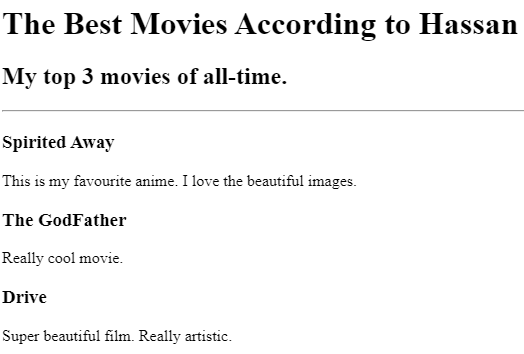 The Best Movies According to Hassan
My top 3 movies of all-time.
Spirited Away
This is my favourite anime. I love the beautiful images.
The GodFather
Really cool movie.
Drive
Super beautiful film. Really artistic.